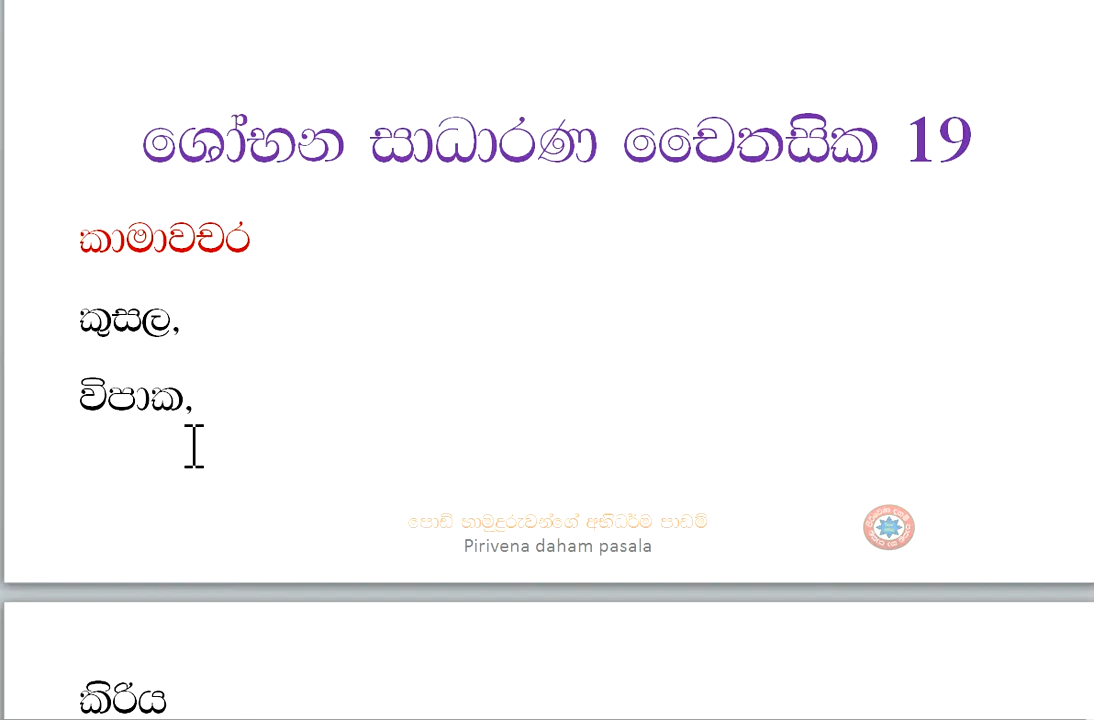 ශෝභන සාධාරණ චෛතසික 19
කාමාවචර
කුසල,
විපාක,
පොඩි හාමුදුරුවන්ගේ අභිධර්ම පාඩම්
Pirivena daham pasala
කිරිය